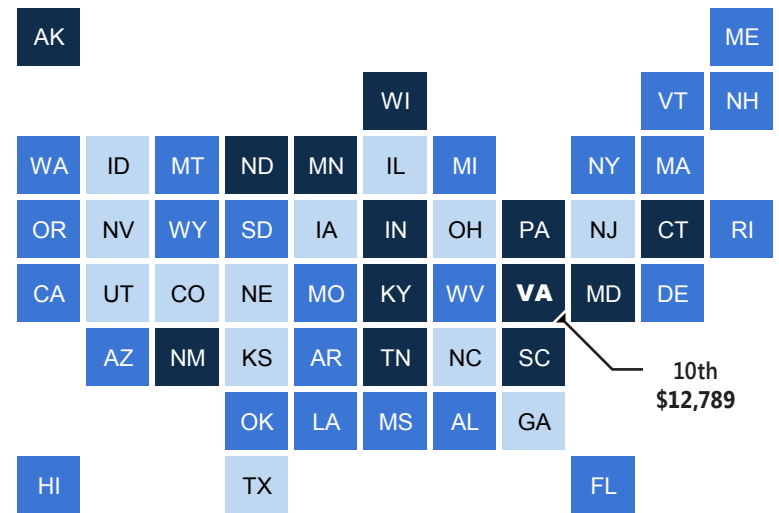 AK ME
WI VT NH
WA ID MT ND MN IL MI NY MA
OR NV WY SD IA IN OH PA NJ CT RI
CA UT CO NE MO KY WV VA MD DE
AZ NM KS AR TN NC SC
10th
$12,789
OK LA MS AL GA
HI TX FL